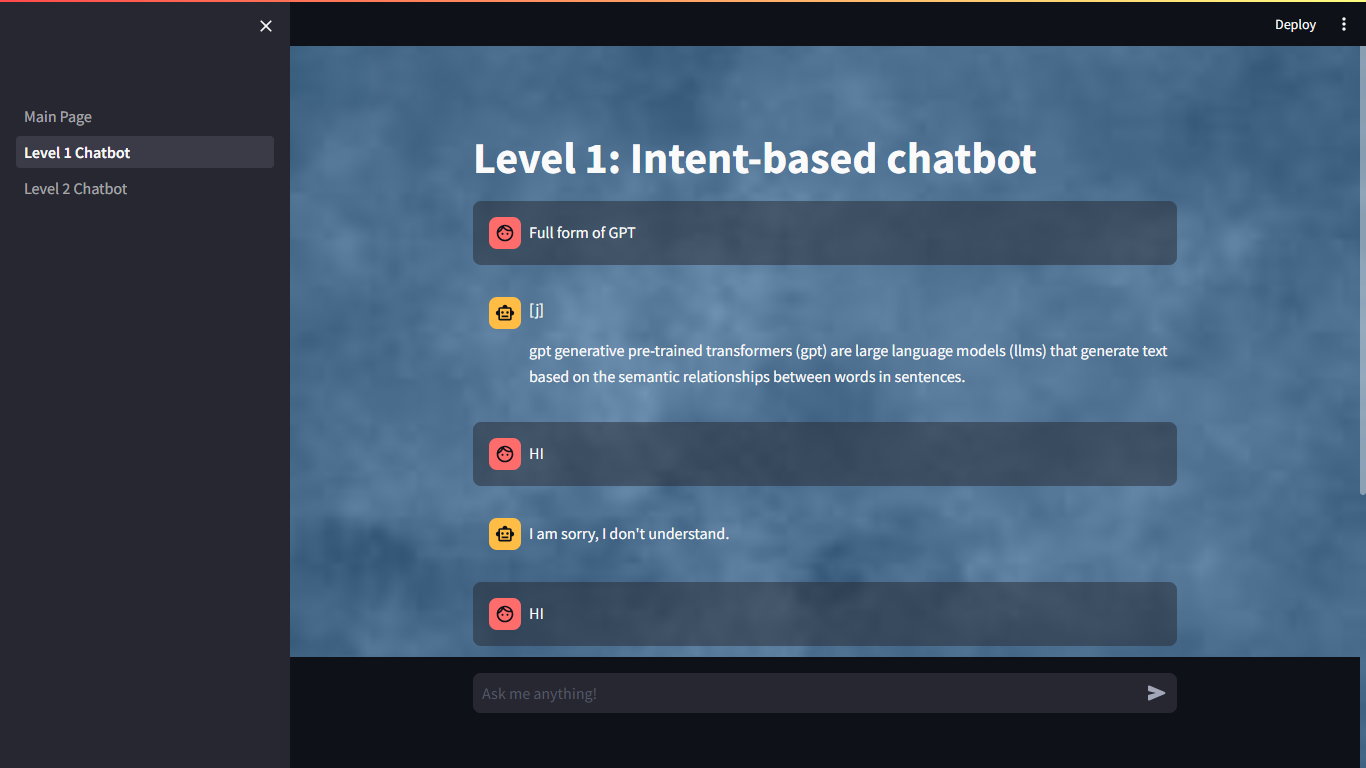 Deploy
Main Page
Level 1 Chatbot
Level 2 Chatbot
Level 1: Intent-based chatbot
Full form of GPT
[j]
gpt generative pre-trained transformers (gpt) are large language models (llms) that generate text
based on the semantic relationships between words in sentences.
HI
I am sorry, I don't understand.
HI
Ask me anything!